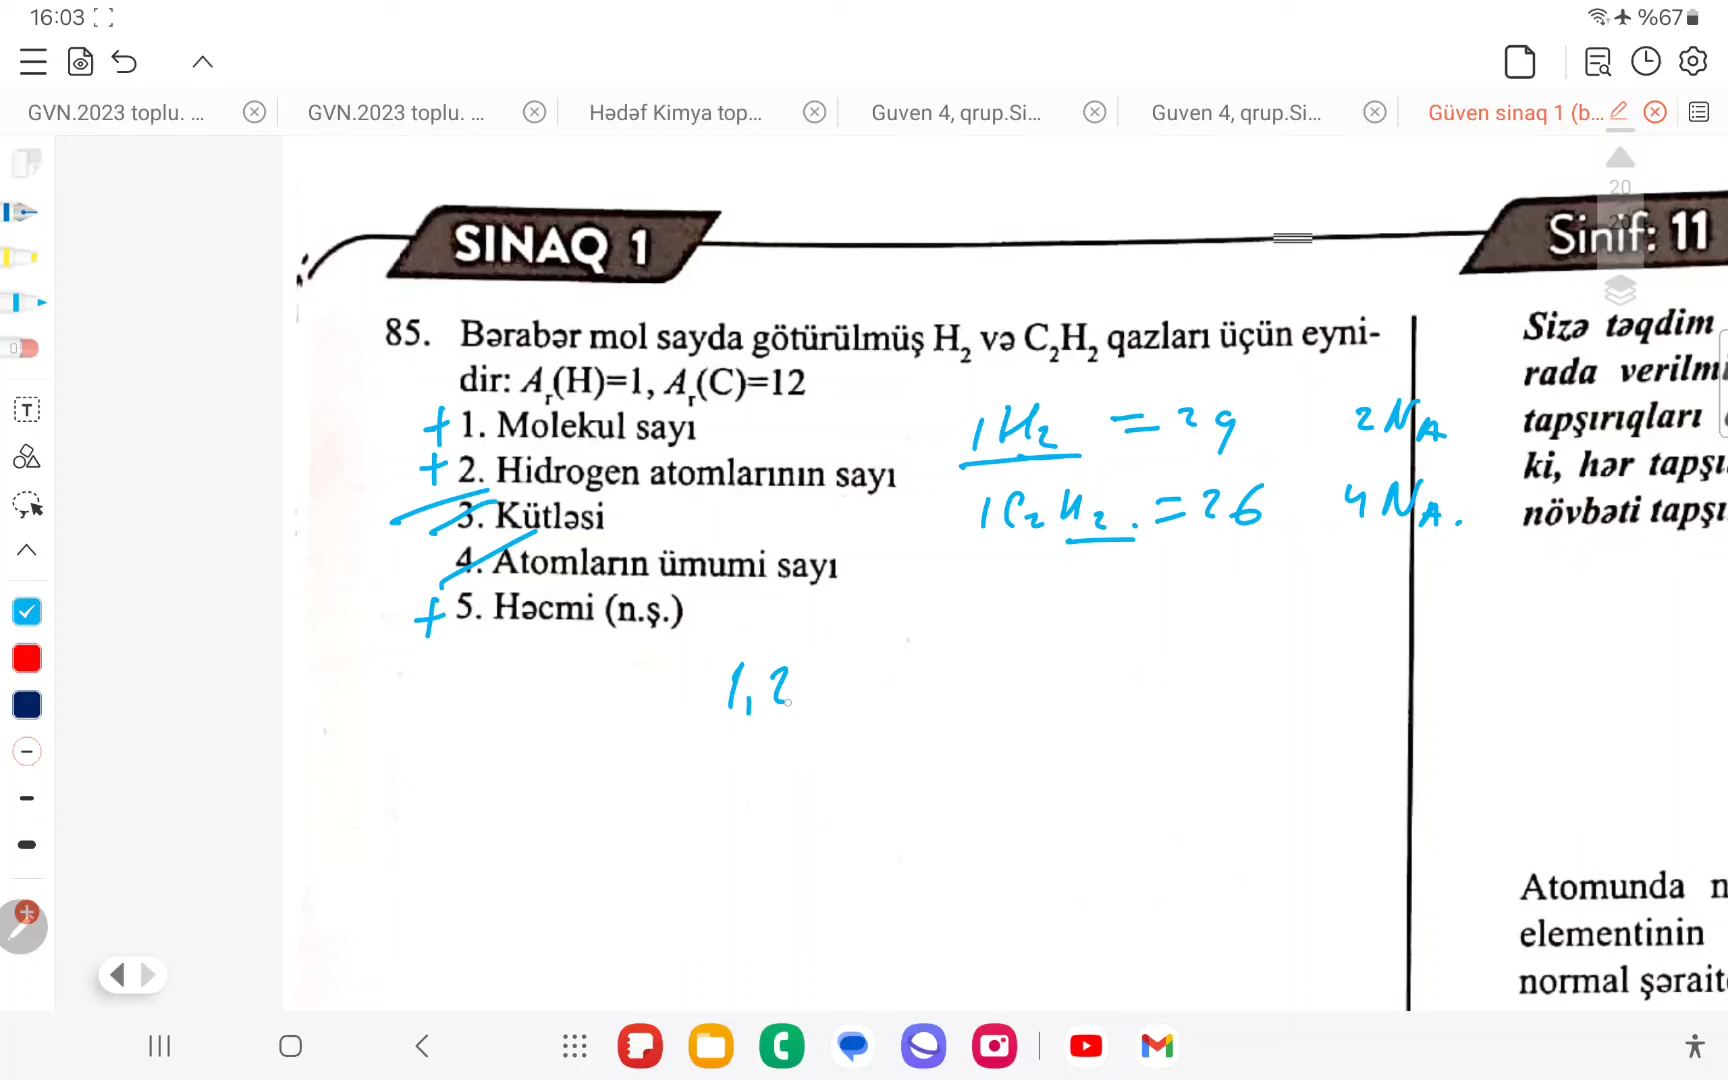 16:03
%67
GVN.2023 toplu. ...
GVN.2023 toplu. ...
Hədəf Kimya top...
Guven 4, qrup.Si...
Guven 4, qrup.Si...
Güven sinaq 1 (b...
20
SINAQ 1
Sinif: 11
85. Bərabər mol sayda götürülmüş H₂ və C₂H₂ qazları üçün eyni-
dir: Aᵣ(H)=1, Aᵣ(C)=12
+ 1. Molekul sayı
+ 2. Hidrogen atomlarının sayı
3. Kütləsi
4. Atomların ümumi sayı
+ 5. Həcmi (n.ş.)
1H₂ = 2g 2NA
1C₂H₂. = 26 4NA.
1, 2
Sizə təqdim
rada verilmi
tapşırıqları
ki, hər tapşı
növbəti tapşı
Atomunda n
elementinin
normal şərait
T